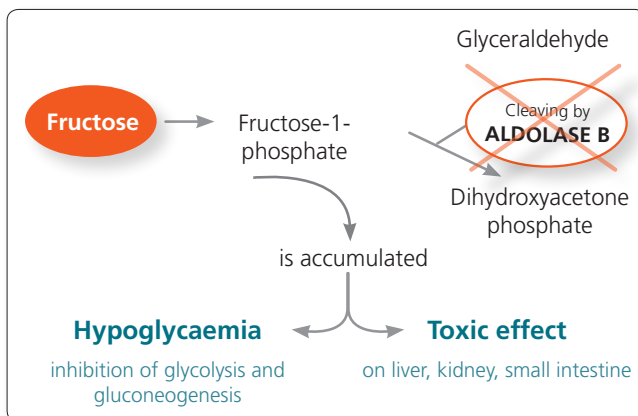 Glyceraldehyde
Fructose
Fructose-1-
phosphate
Cleaving by
ALDOLASE B
Dihydroxyacetone
phosphate
is accumulated
Hypoglycaemia
inhibition of glycolysis and
gluconeogenesis
Toxic effect
on liver, kidney, small intestine